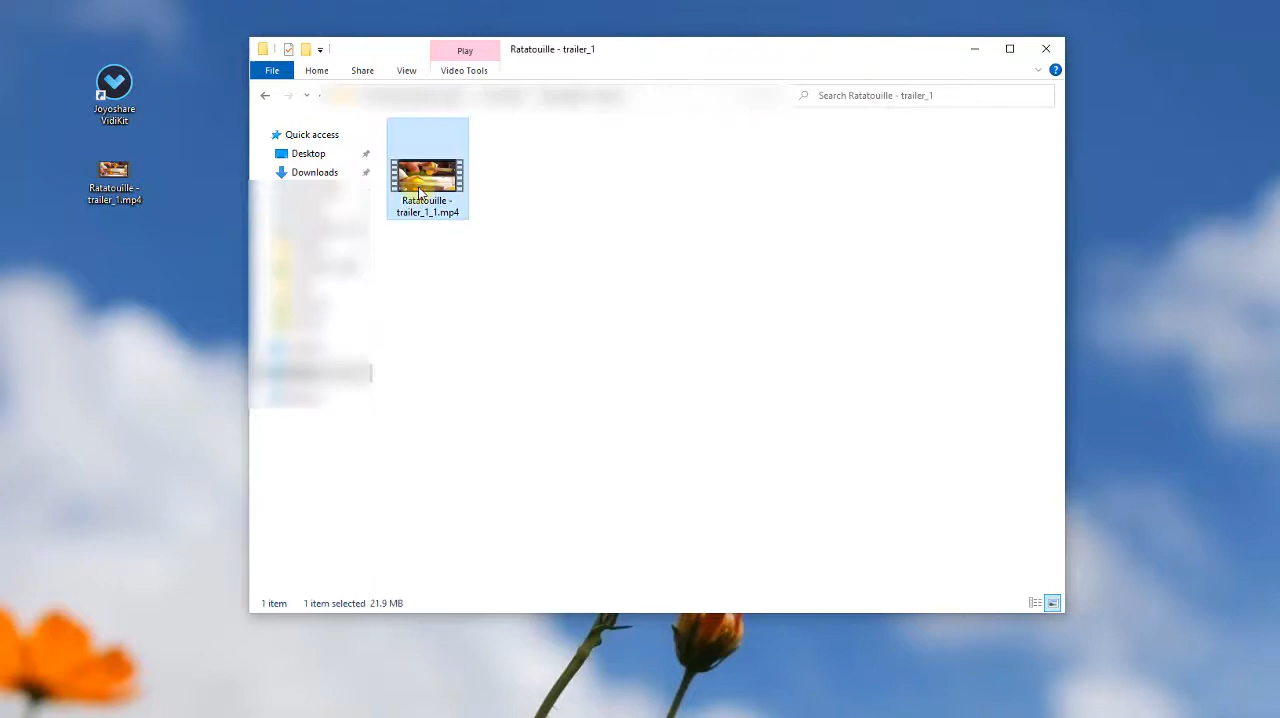 Joyoshare
VidiKit
Ratatouille -
trailer_1.mp4
Play
Ratatouille - trailer_1
File
Home
Share
View
Video Tools
Search Ratatouille - trailer_1
Quick access
Desktop
Downloads
Ratatouille -
trailer_1_1.mp4
1 item
1 item selected 21.9 MB